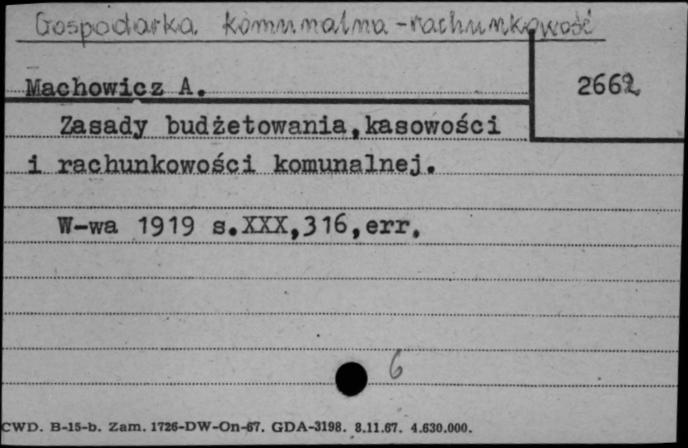 Gospodarka komunalna - rachunkowość
Machowicz A.
2662
Zasady budżetowania,kasowości
i rachunkowości komunalnej.
W-wa 1919 s.XXX,316,err.
6
CWD. B-15-b. Zam. 1726-DW-On-67. GDA-3198. 8.11.67. 4.630.000.